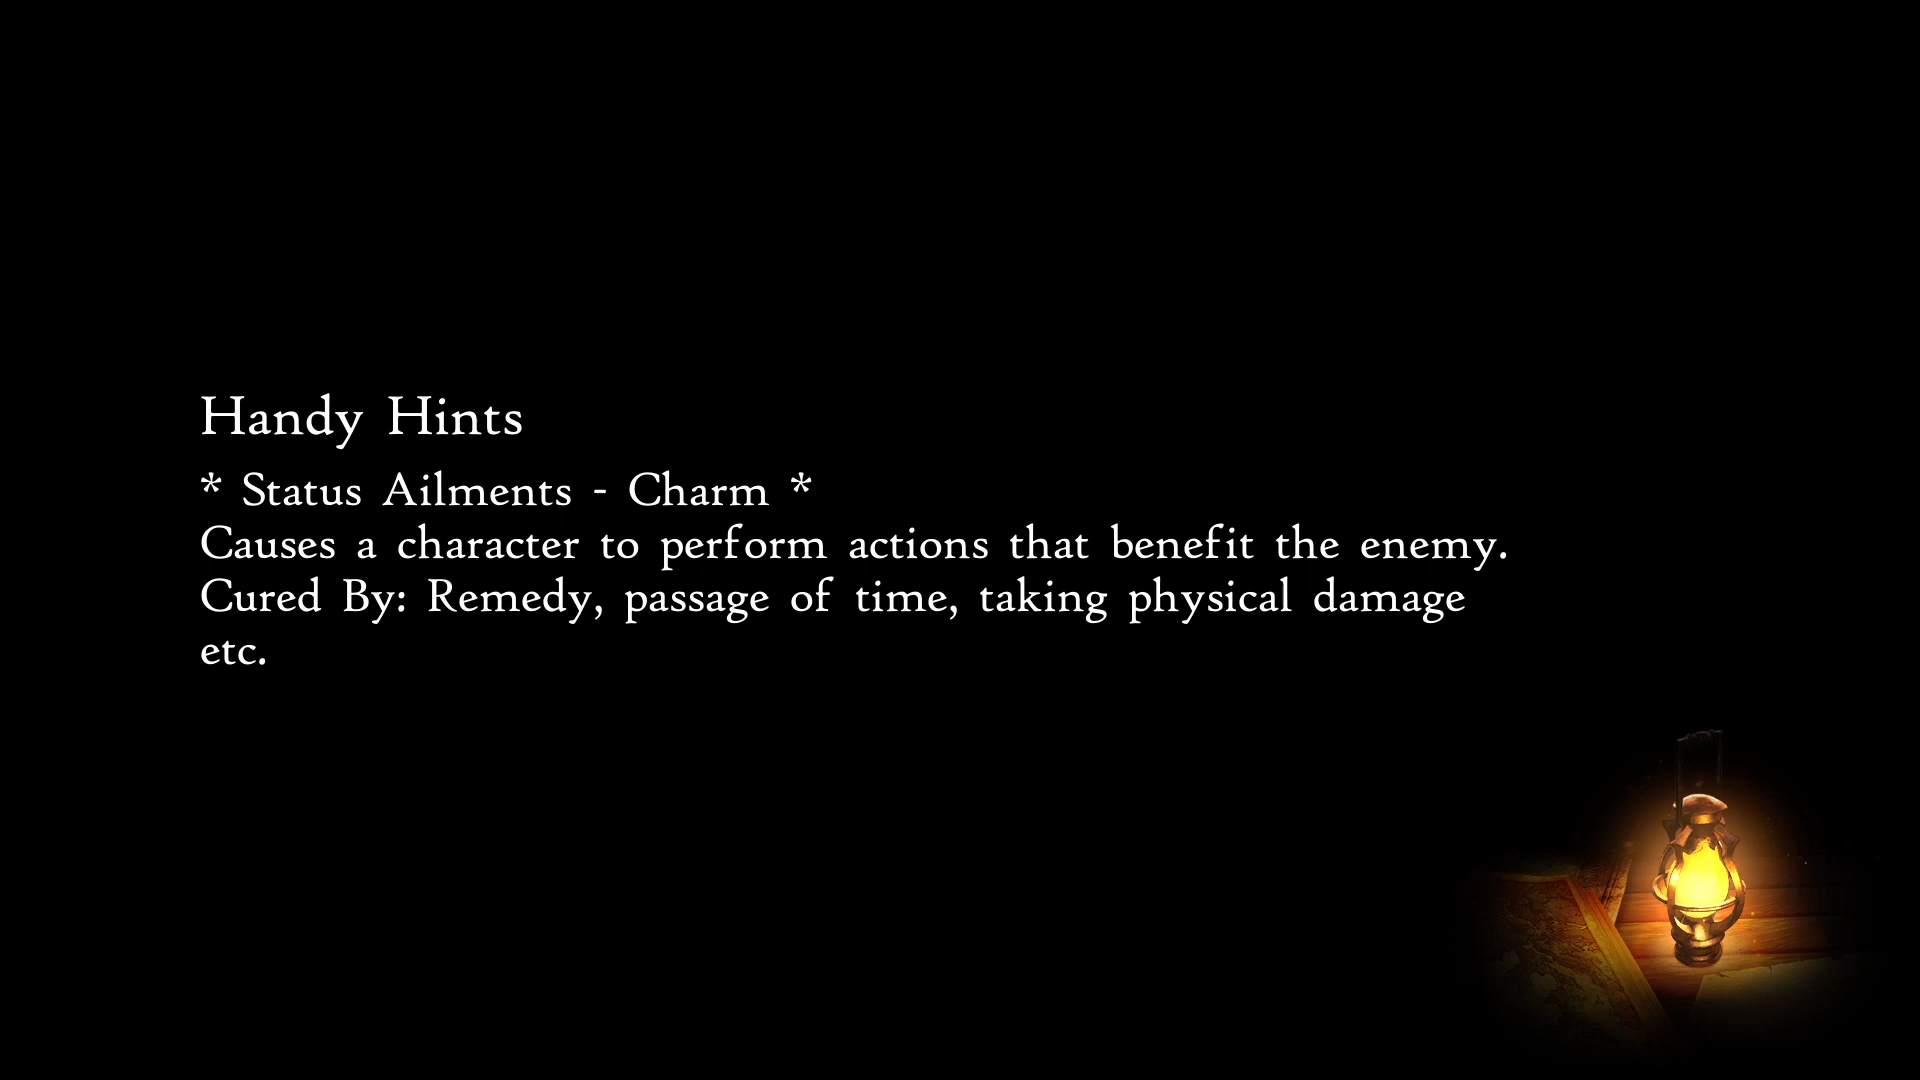 Handy Hints
* Status Ailments - Charm *
Causes a character to perform actions that benefit the enemy.
Cured By: Remedy, passage of time, taking physical damage
etc.